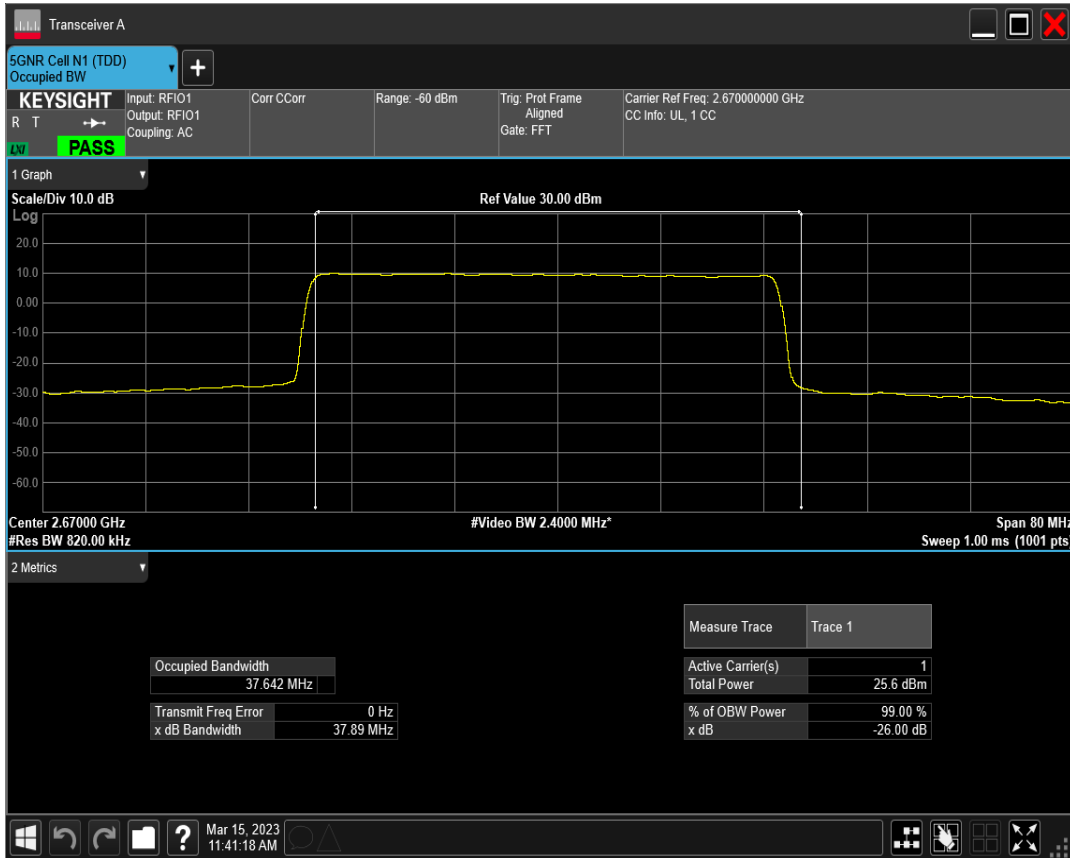 Transceiver A
5GNR Cell N1 (TDD)
Occupied BW
+
KEYSIGHT
R T
LXI
PASS
Input: RFIO1
Output: RFIO1
Coupling: AC
Corr CCorr
Range: -60 dBm
Trig: Prot Frame
Aligned
Gate: FFT
Carrier Ref Freq: 2.670000000 GHz
CC Info: UL, 1 CC
1 Graph
Scale/Div 10.0 dB
Ref Value 30.00 dBm
Log
20.0
10.0
0.00
-10.0
-20.0
-30.0
-40.0
-50.0
-60.0
Center 2.67000 GHz
#Video BW 2.4000 MHz*
Span 80 MHz
#Res BW 820.00 kHz
Sweep 1.00 ms (1001 pts)
2 Metrics
Measure Trace Trace 1
Occupied Bandwidth
37.642 MHz
Active Carrier(s) 1
Total Power 25.6 dBm
Transmit Freq Error 0 Hz
x dB Bandwidth 37.89 MHz
% of OBW Power 99.00 %
x dB -26.00 dB
?
Mar 15, 2023
11:41:18 AM